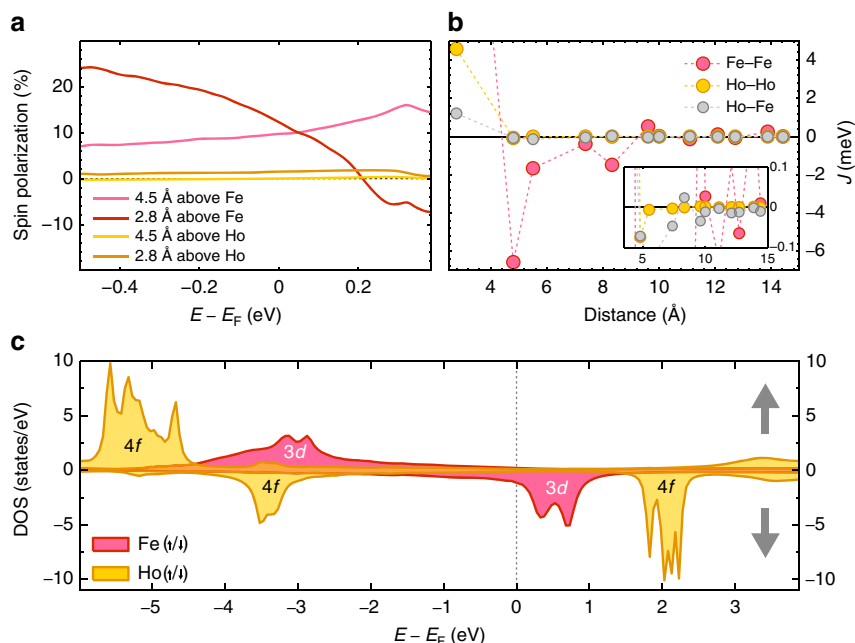 a
Spin polarization (%)
20
10
0
−10
4.5 Å above Fe
2.8 Å above Fe
4.5 Å above Ho
2.8 Å above Ho
−0.4 −0.2 0.0 0.2
E − E_F (eV)
b
Fe–Fe
Ho–Ho
Ho–Fe
4
2
0
−2
−4
−6
J (meV)
0.1
0
−0.1
5 10 15
4 6 8 10 12 14
Distance (Å)
c
DOS (states/eV)
10
5
0
−5
−10
4f
3d
4f
3d
4f
Fe (↑/↓)
Ho (↑/↓)
10
5
0
−5
−10
−5 −4 −3 −2 −1 0 1 2 3
E − E_F (eV)